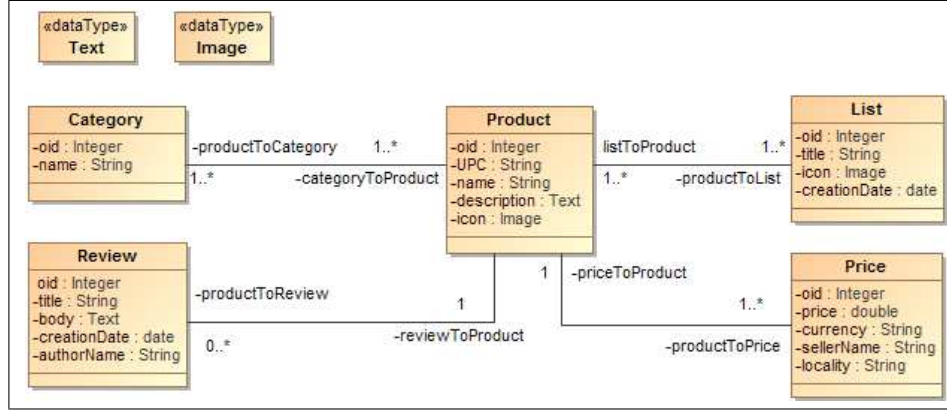 «dataType»
Text
«dataType»
Image
Category
-oid : Integer
-name : String
-productToCategory 1..*
1..* -categoryToProduct
Product
-oid : Integer
-UPC : String
-name : String
-description : Text
-icon : Image
listToProduct 1..*
1..* -productToList
List
-oid : Integer
-title : String
-icon : Image
-creationDate : date
Review
oid : Integer
-title : String
-body : Text
-creationDate : date
-authorName : String
-productToReview 1
0..* -reviewToProduct
1 -priceToProduct
1..*
-productToPrice
Price
-oid : Integer
-price : double
-currency : String
-sellerName : String
-locality : String